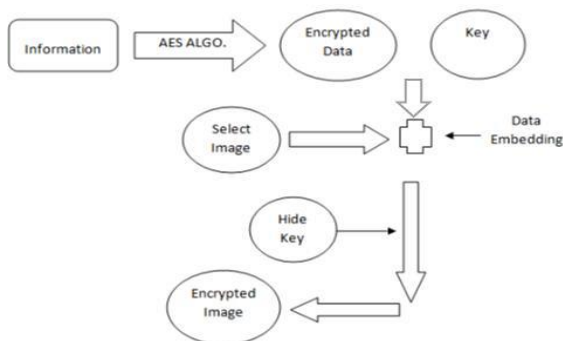 Information
AES ALGO.
Encrypted
Data
Key
Select
Image
Data
Embedding
Hide
Key
Encrypted
Image